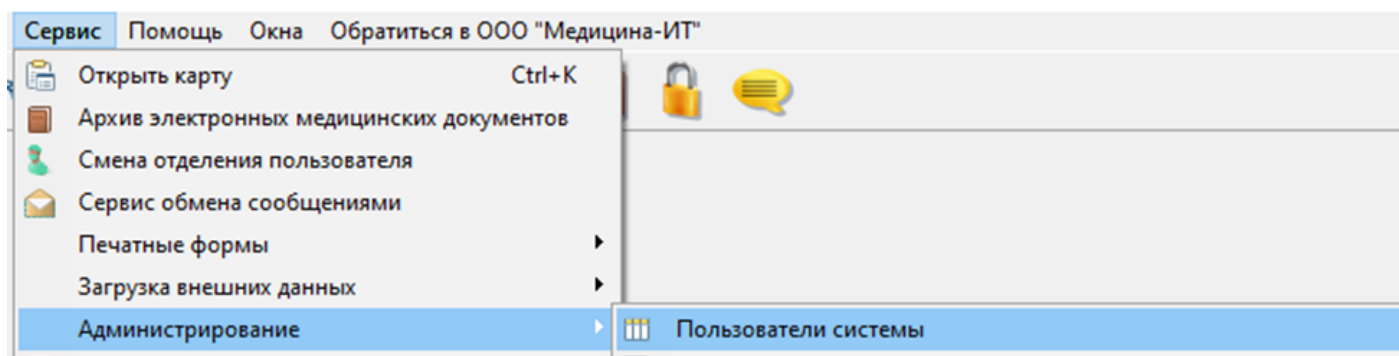 Сервис Помощь Окна Обратиться в ООО "Медицина-ИТ"
Открыть карту Ctrl+K
Архив электронных медицинских документов
Смена отделения пользователя
Сервис обмена сообщениями
Печатные формы
Загрузка внешних данных
Администрирование Пользователи системы